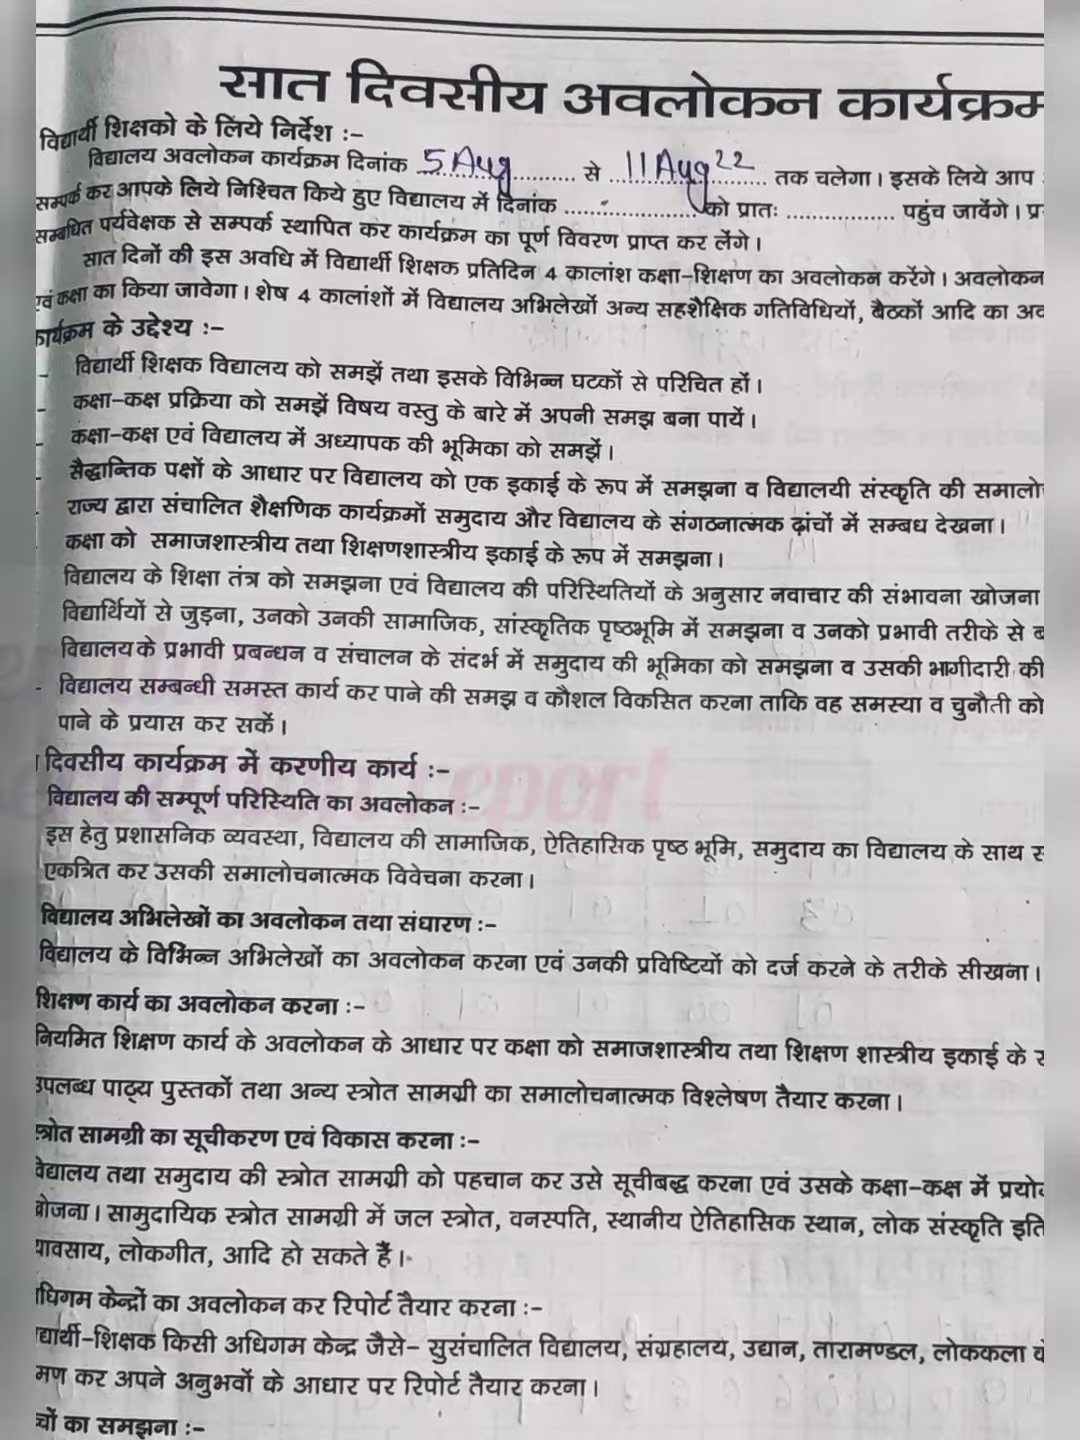 सात दिवसीय अवलोकन कार्यक्रम
विद्यार्थी शिक्षको के लिये निर्देश :-
विद्यालय अवलोकन कार्यक्रम दिनांक 5 Aug से 11 Aug 22 तक चलेगा। इसके लिये आप
सम्पर्क कर आपके लिये निश्चित किये हुए विद्यालय में दिनांक ..................... को प्रातः ................ पहुंच जावेंगे। प्र
सम्बधित पर्यवेक्षक से सम्पर्क स्थापित कर कार्यक्रम का पूर्ण विवरण प्राप्त कर लेंगे।
सात दिनों की इस अवधि में विद्यार्थी शिक्षक प्रतिदिन 4 कालांश कक्षा-शिक्षण का अवलोकन करेंगे। अवलोकन
एवं कक्षा का किया जावेगा। शेष 4 कालांशों में विद्यालय अभिलेखों अन्य सहशैक्षिक गतिविधियों, बैठकों आदि का अव
कार्यक्रम के उद्देश्य :-
- विद्यार्थी शिक्षक विद्यालय को समझें तथा इसके विभिन्न घटकों से परिचित हों।
- कक्षा-कक्ष प्रक्रिया को समझें विषय वस्तु के बारे में अपनी समझ बना पायें।
- कक्षा-कक्ष एवं विद्यालय में अध्यापक की भूमिका को समझें।
- सैद्धान्तिक पक्षों के आधार पर विद्यालय को एक इकाई के रूप में समझना व विद्यालयी संस्कृति की समालो
राज्य द्वारा संचालित शैक्षणिक कार्यक्रमों समुदाय और विद्यालय के संगठनात्मक ढ़ांचों में सम्बध देखना।
कक्षा को समाजशास्त्रीय तथा शिक्षणशास्त्रीय इकाई के रूप में समझना।
विद्यालय के शिक्षा तंत्र को समझना एवं विद्यालय की परिस्थितियों के अनुसार नवाचार की संभावना खोजना
विद्यार्थियों से जुड़ना, उनको उनकी सामाजिक, सांस्कृतिक पृष्ठभूमि में समझना व उनको प्रभावी तरीके से ब
विद्यालय के प्रभावी प्रबन्धन व संचालन के संदर्भ में समुदाय की भूमिका को समझना व उसकी भागीदारी की
- विद्यालय सम्बन्धी समस्त कार्य कर पाने की समझ व कौशल विकसित करना ताकि वह समस्या व चुनौती को
पाने के प्रयास कर सकें।
दिवसीय कार्यक्रम में करणीय कार्य :-
विद्यालय की सम्पूर्ण परिस्थिति का अवलोकन :-
इस हेतु प्रशासनिक व्यवस्था, विद्यालय की सामाजिक, ऐतिहासिक पृष्ठ भूमि, समुदाय का विद्यालय के साथ स
एकत्रित कर उसकी समालोचनात्मक विवेचना करना।
विद्यालय अभिलेखों का अवलोकन तथा संधारण :-
विद्यालय के विभिन्न अभिलेखों का अवलोकन करना एवं उनकी प्रविष्टियों को दर्ज करने के तरीके सीखना।
शिक्षण कार्य का अवलोकन करना :-
नियमित शिक्षण कार्य के अवलोकन के आधार पर कक्षा को समाजशास्त्रीय तथा शिक्षण शास्त्रीय इकाई के र
उपलब्ध पाठ्य पुस्तकों तथा अन्य स्त्रोत सामग्री का समालोचनात्मक विश्लेषण तैयार करना।
स्त्रोत सामग्री का सूचीकरण एवं विकास करना :-
विद्यालय तथा समुदाय की स्त्रोत सामग्री को पहचान कर उसे सूचीबद्ध करना एवं उसके कक्षा-कक्ष में प्रयो
खोजना। सामुदायिक स्त्रोत सामग्री में जल स्त्रोत, वनस्पति, स्थानीय ऐतिहासिक स्थान, लोक संस्कृति इति
यावसाय, लोकगीत, आदि हो सकते हैं।
धिगम केन्द्रों का अवलोकन कर रिपोर्ट तैयार करना :-
द्यार्थी-शिक्षक किसी अधिगम केन्द्र जैसे- सुसंचालित विद्यालय, संग्रहालय, उद्यान, तारामण्डल, लोककला के
मण कर अपने अनुभवों के आधार पर रिपोर्ट तैयार करना।
चों का समझना :-